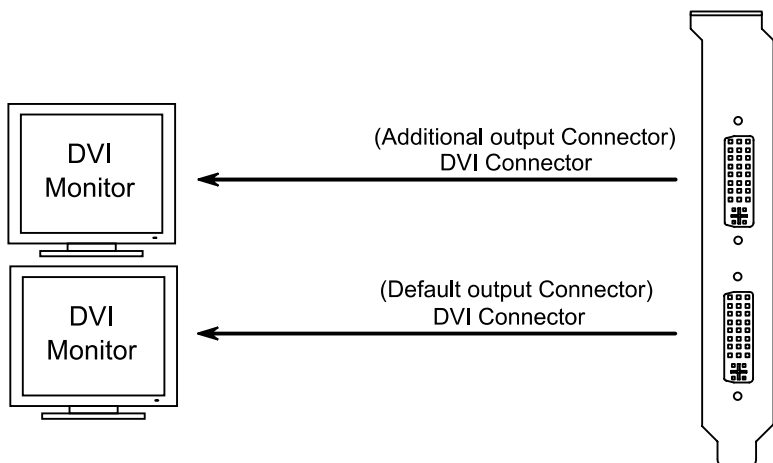 DVI
Monitor
(Additional output Connector)
DVI Connector
DVI
Monitor
(Default output Connector)
DVI Connector